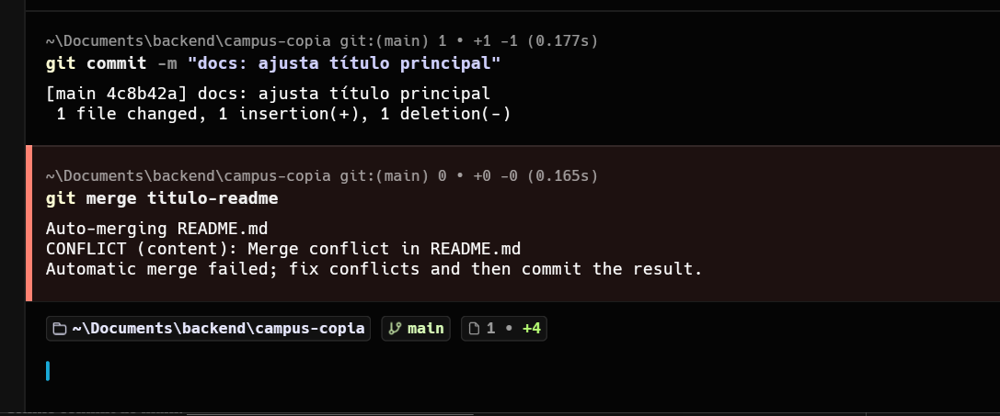 ~\Documents\backend\campus-copia git:(main) 1 • +1 -1 (0.177s)
git commit -m "docs: ajusta título principal"
[main 4c8b42a] docs: ajusta título principal
1 file changed, 1 insertion(+), 1 deletion(-)
~\Documents\backend\campus-copia git:(main) 0 • +0 -0 (0.165s)
git merge titulo-readme
Auto-merging README.md
CONFLICT (content): Merge conflict in README.md
Automatic merge failed; fix conflicts and then commit the result.
~\Documents\backend\campus-copia main 1 • +4